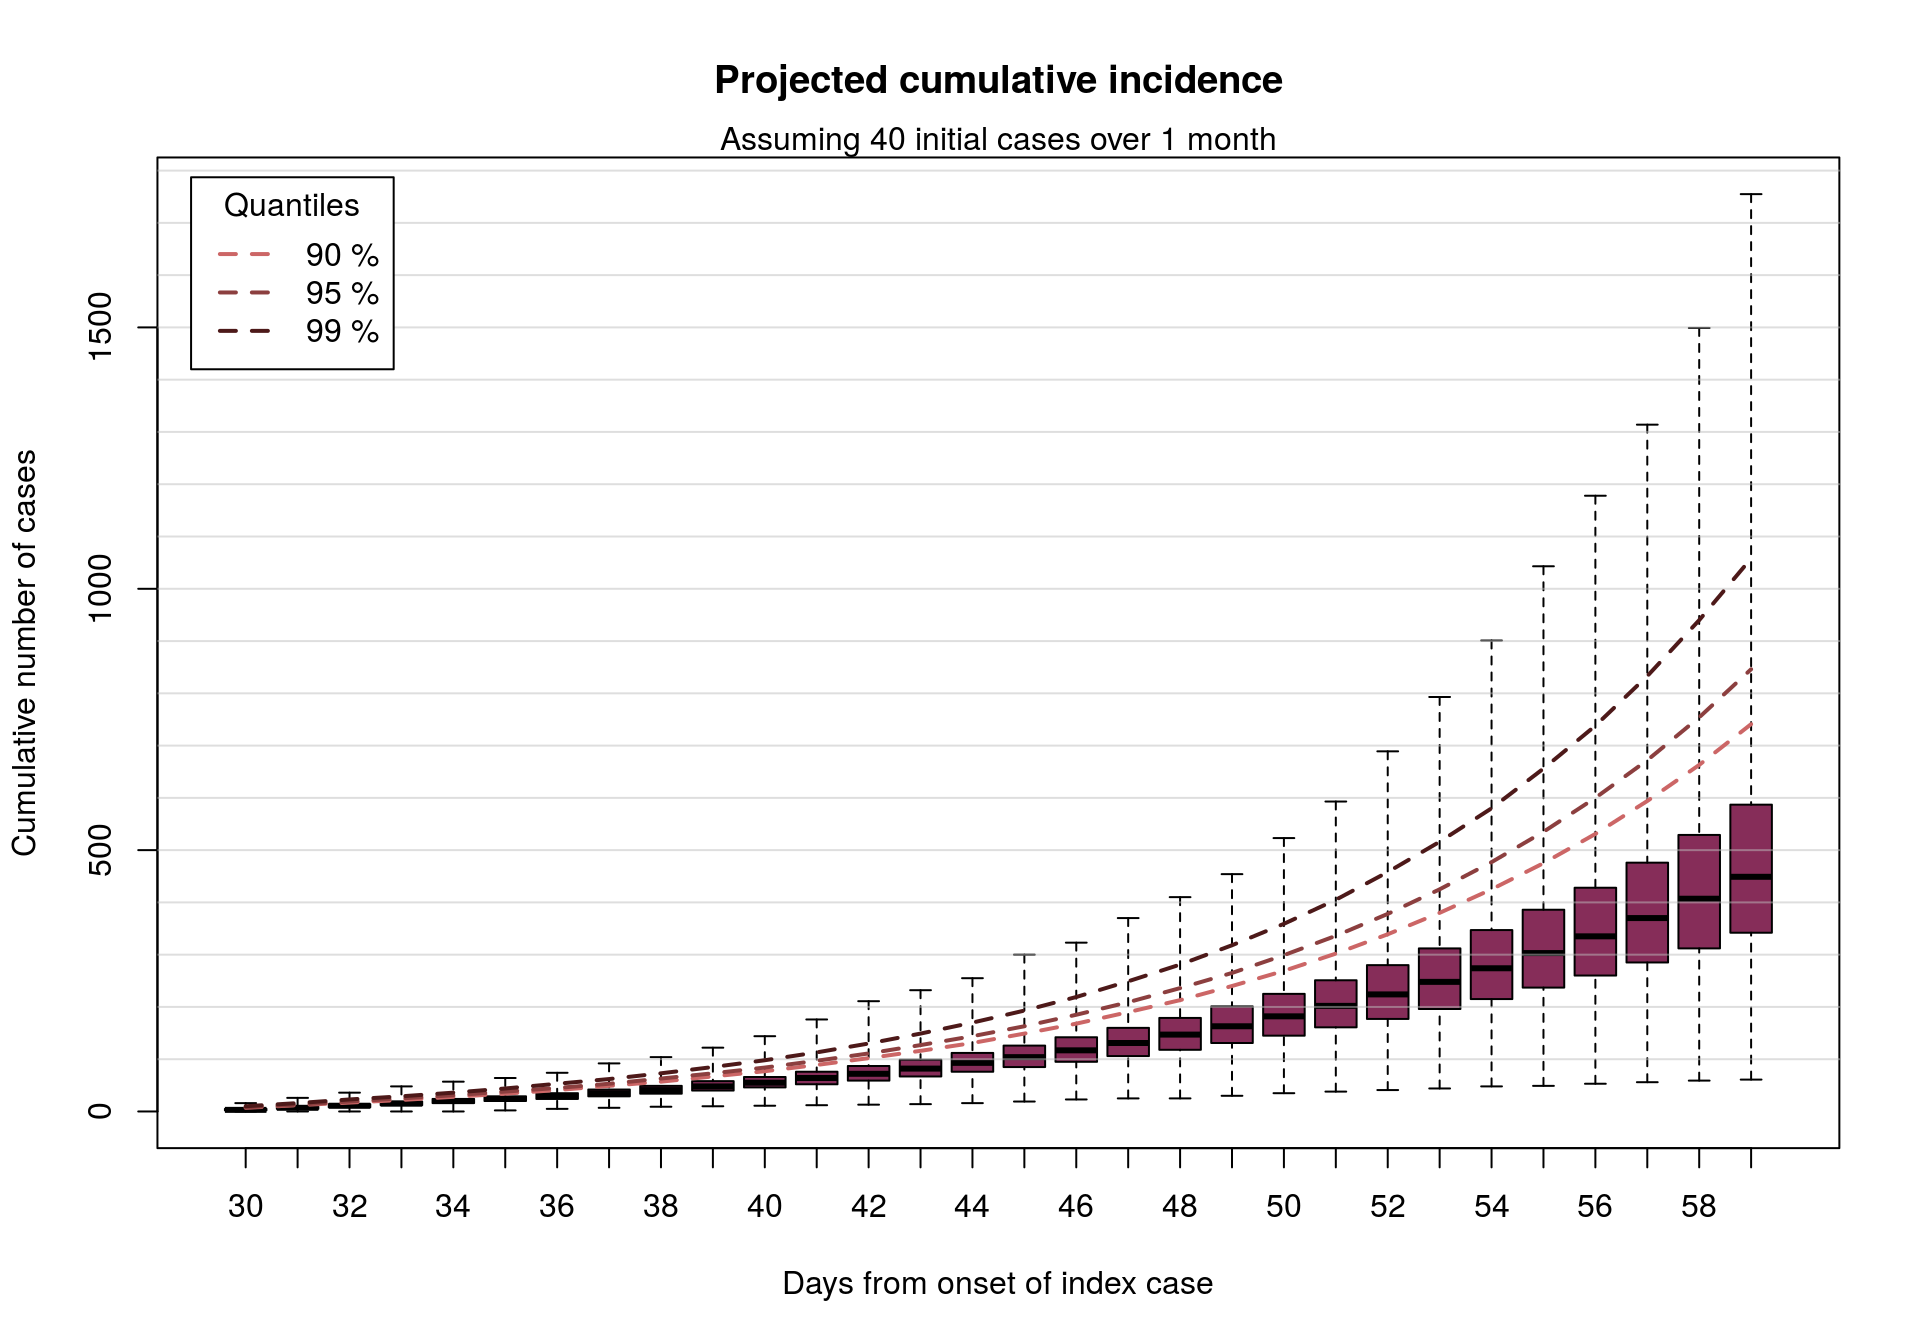 Projected cumulative incidence
Assuming 40 initial cases over 1 month
Quantiles
90 %
95 %
99 %
Cumulative number of cases
1500
1000
500
0
30 32 34 36 38 40 42 44 46 48 50 52 54 56 58
Days from onset of index case